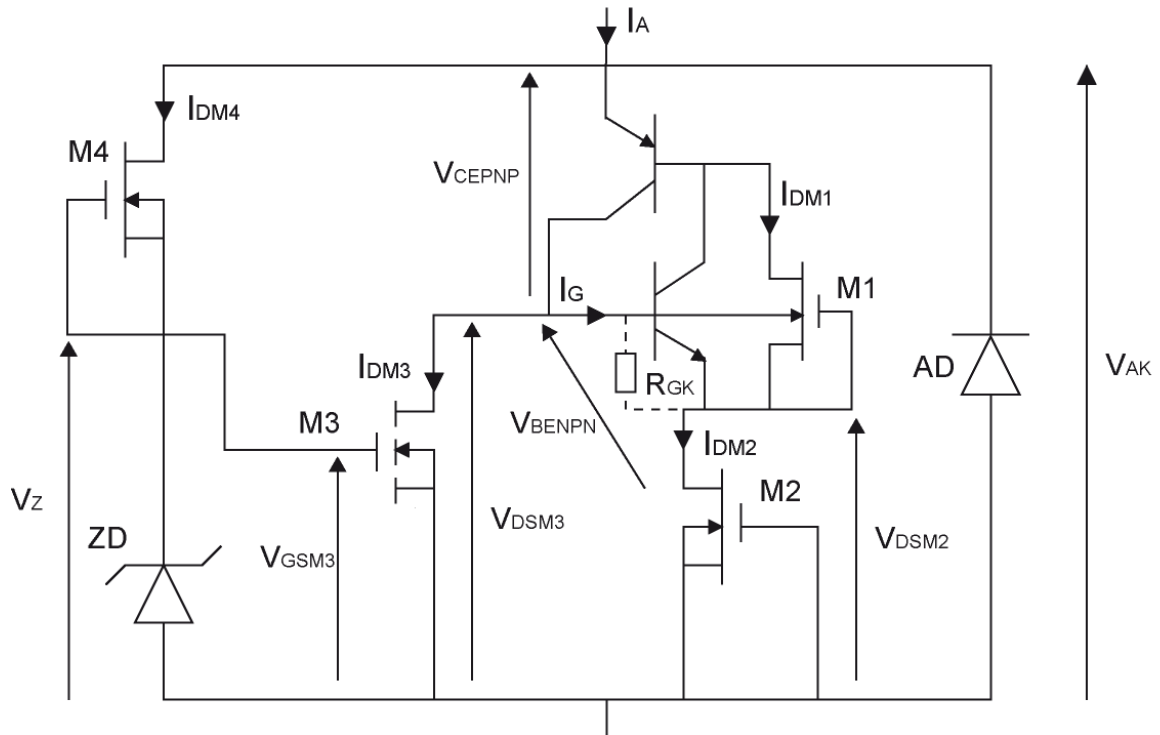 IA
IDM4
M4
VCEPNP
IDM1
M1
IG
AD
VAK
IDM3
RGK
M3
VBENPN
IDM2
M2
VZ
ZD
VGSM3
VDSM3
VDSM2